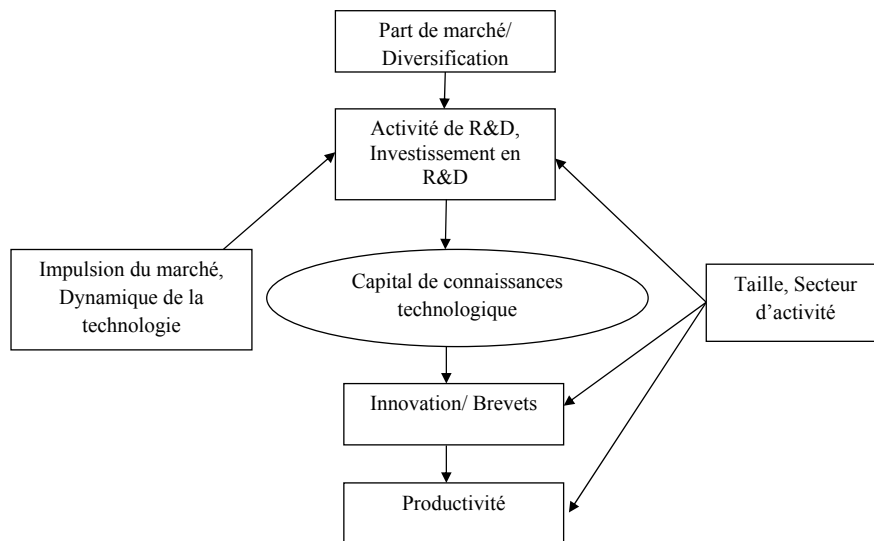 Part de marché/
Diversification
Activité de R&D,
Investissement en
R&D
Impulsion du marché,
Dynamique de la
technologie
Capital de connaissances
technologique
Taille, Secteur
d’activité
Innovation/ Brevets
Productivité